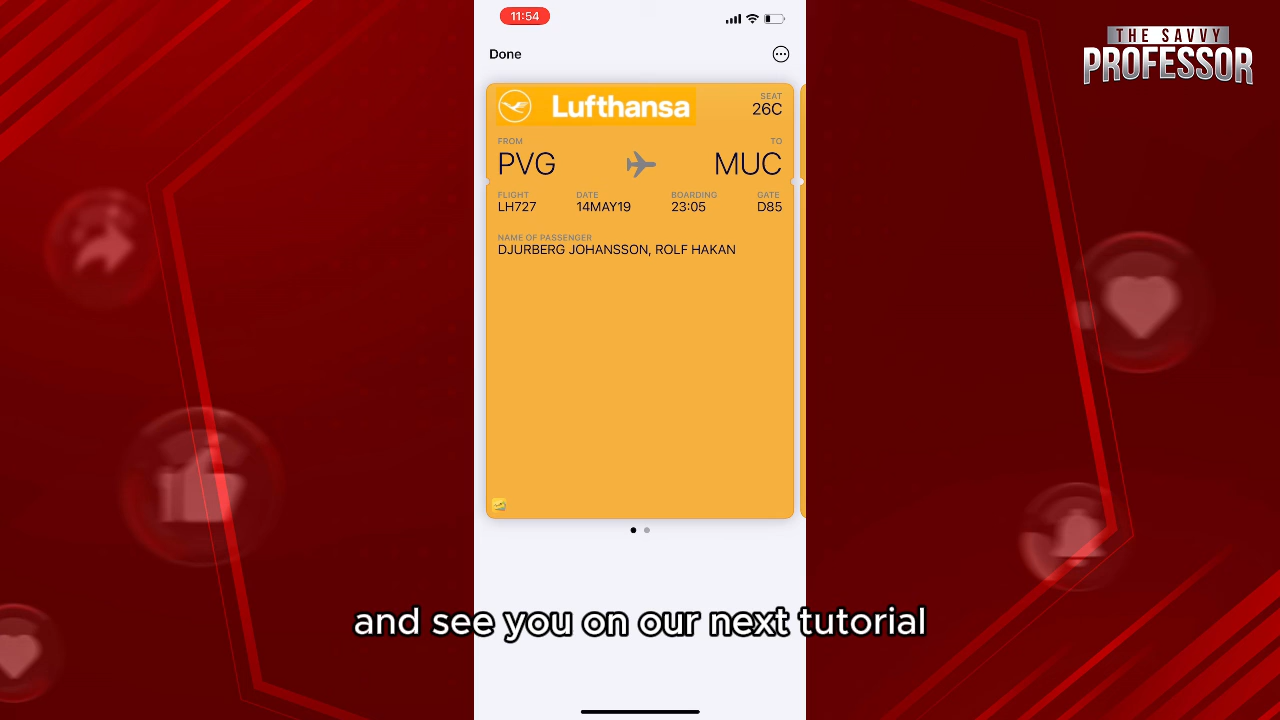 11:54
Done
THE SAVVY
PROFESSOR
Lufthansa
SEAT
26C
FROM
TO
PVG
MUC
FLIGHT
DATE
BOARDING
GATE
LH727
14MAY19
23:05
D85
NAME OF PASSENGER
DJURBERG JOHANSSON, ROLF HAKAN
and see you on our next tutorial